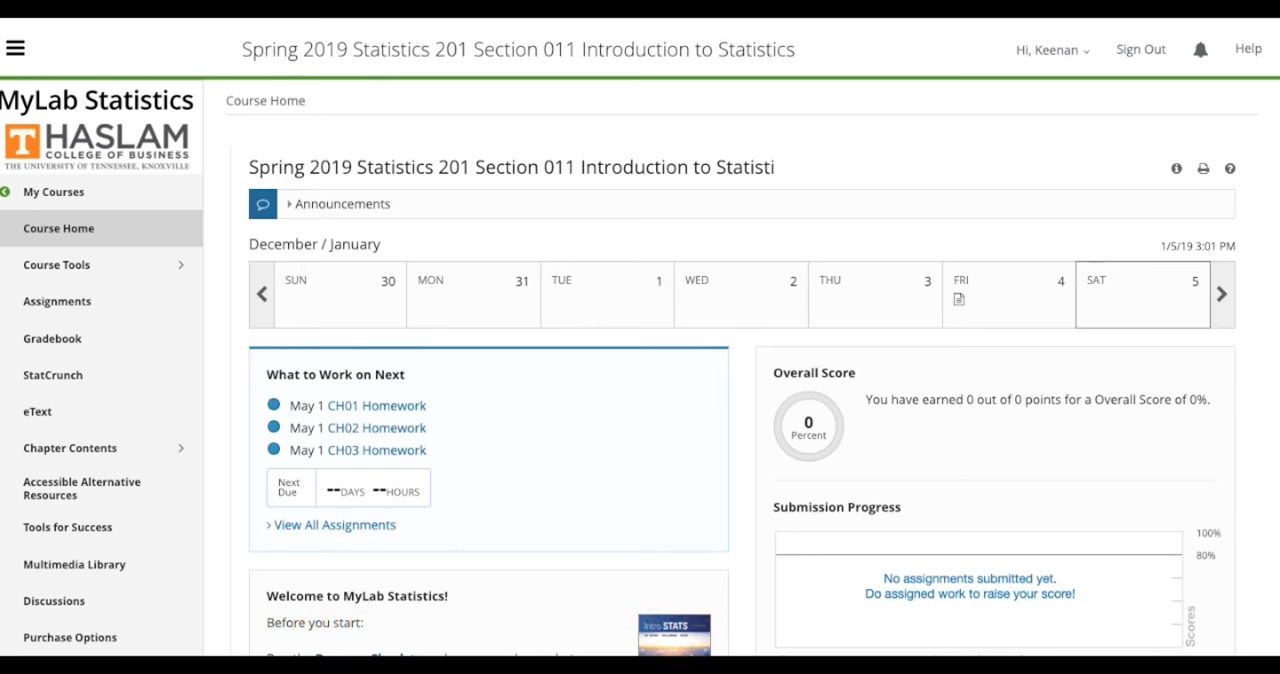 Spring 2019 Statistics 201 Section 011 Introduction to Statistics
Hi, Keenan
Sign Out
Help
MyLab Statistics
T HASLAM
COLLEGE OF BUSINESS
THE UNIVERSITY OF TENNESSEE, KNOXVILLE
My Courses
Course Home
Course Tools
Assignments
Gradebook
StatCrunch
eText
Chapter Contents
Accessible Alternative
Resources
Tools for Success
Multimedia Library
Discussions
Purchase Options
Course Home
Spring 2019 Statistics 201 Section 011 Introduction to Statisti
Announcements
December / January
1/5/19 3:01 PM
SUN 30
MON 31
TUE 1
WED 2
THU 3
FRI 4
SAT 5
What to Work on Next
May 1 CH01 Homework
May 1 CH02 Homework
May 1 CH03 Homework
Next
Due
--DAYS --HOURS
View All Assignments
Welcome to MyLab Statistics!
Before you start:
Intro STATS
Overall Score
0
Percent
You have earned 0 out of 0 points for a Overall Score of 0%.
Submission Progress
100%
80%
No assignments submitted yet.
Do assigned work to raise your score!
Scores